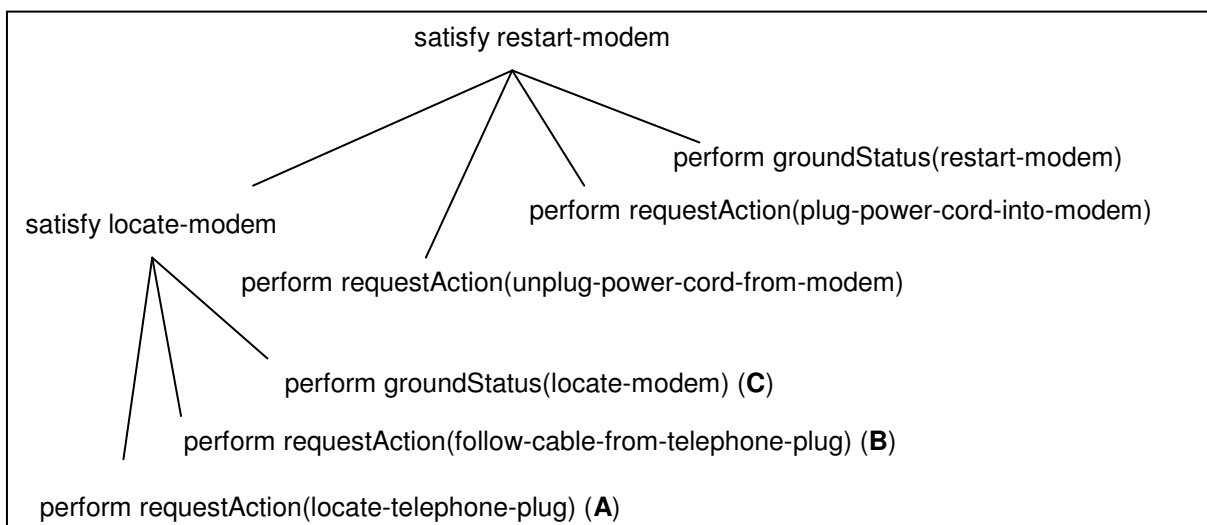 satisfy restart-modem
perform groundStatus(restart-modem)
perform requestAction(plug-power-cord-into-modem)
satisfy locate-modem
perform requestAction(unplug-power-cord-from-modem)
perform groundStatus(locate-modem) (C)
perform requestAction(follow-cable-from-telephone-plug) (B)
perform requestAction(locate-telephone-plug) (A)